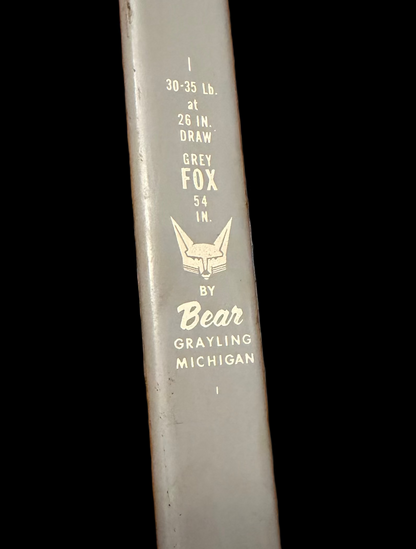 30-35 Lb.
at
26 IN.
DRAW
GREY
FOX
54
IN.
BY
Bear
GRAYLING
MICHIGAN